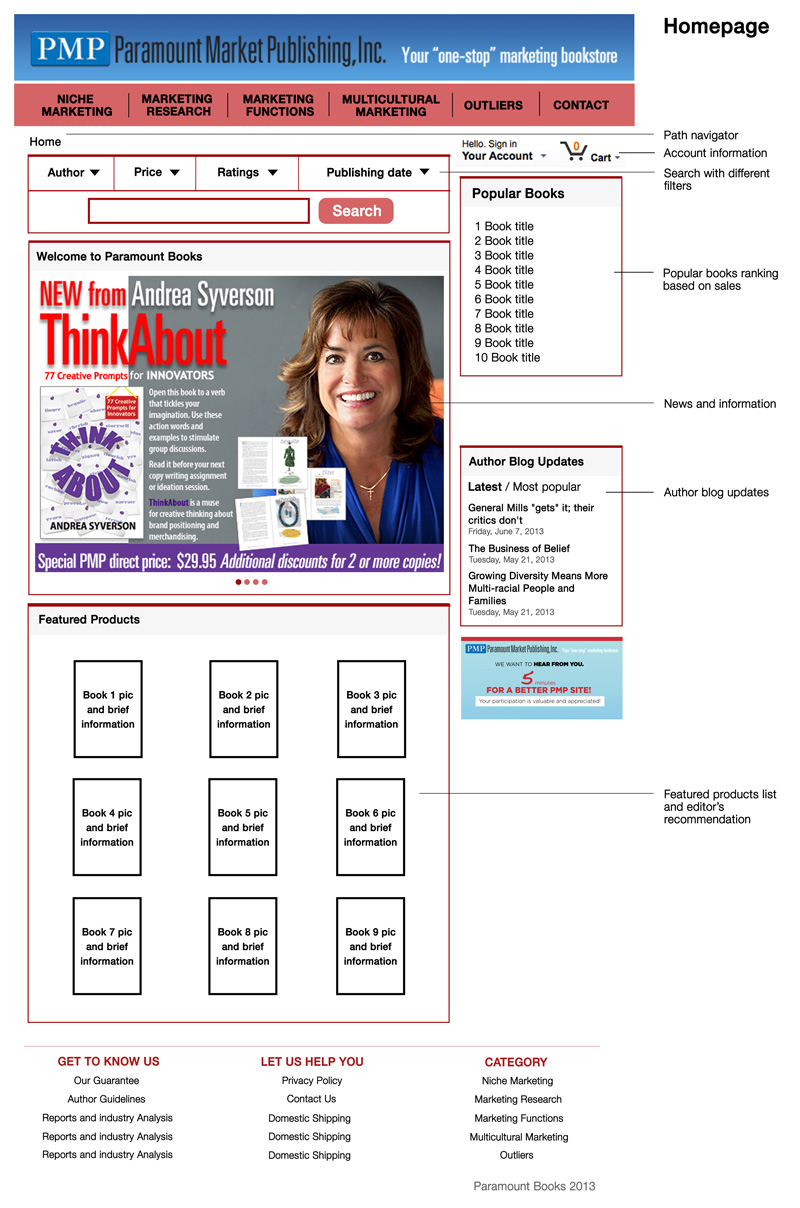 Homepage
PMP Paramount Market Publishing, Inc. Your "one-stop" marketing bookstore
NICHE
MARKETING
MARKETING
RESEARCH
MARKETING
FUNCTIONS
MULTICULTURAL
MARKETING
OUTLIERS
CONTACT
Home
Path navigator
Hello. Sign in
Your Account
0
Cart
Account information
Author
Price
Ratings
Publishing date
Search with different
filters
Search
Popular Books
1 Book title
2 Book title
3 Book title
4 Book title
5 Book title
6 Book title
7 Book title
8 Book title
9 Book title
10 Book title
Popular books ranking
based on sales
Welcome to Paramount Books
NEW from Andrea Syverson
ThinkAbout
77 Creative Prompts for INNOVATORS
77 Creative
Prompts for
Innovators
THINK
ABOUT
ANDREA SYVERSON
Open this book to a verb
that tickles your
imagination. Use these
action words and
examples to stimulate
group discussions.
Read it before your next
copy writing assignment
or ideation session.
ThinkAbout is a muse
for creative thinking about
brand positioning and
merchandising.
Special PMP direct price: $29.95 Additional discounts for 2 or more copies!
News and information
Author Blog Updates
Latest / Most popular
General Mills "gets" it; their
critics don't
Friday, June 7, 2013
The Business of Belief
Tuesday, May 21, 2013
Growing Diversity Means More
Multi-racial People and
Families
Tuesday, May 21, 2013
Author blog updates
PMP Paramount Market Publishing, Inc. Your "one-stop" marketing bookstore
WE WANT TO HEAR FROM YOU.
5 minutes
FOR A BETTER PMP SITE!
Your participation is valuable and appreciated!
Featured Products
Book 1 pic
and brief
information
Book 2 pic
and brief
information
Book 3 pic
and brief
information
Book 4 pic
and brief
information
Book 5 pic
and brief
information
Book 6 pic
and brief
information
Book 7 pic
and brief
information
Book 8 pic
and brief
information
Book 9 pic
and brief
information
Featured products list
and editor's
recommendation
GET TO KNOW US
Our Guarantee
Author Guidelines
Reports and industry Analysis
Reports and industry Analysis
Reports and industry Analysis
LET US HELP YOU
Privacy Policy
Contact Us
Domestic Shipping
Domestic Shipping
Domestic Shipping
CATEGORY
Niche Marketing
Marketing Research
Marketing Functions
Multicultural Marketing
Outliers
Paramount Books 2013